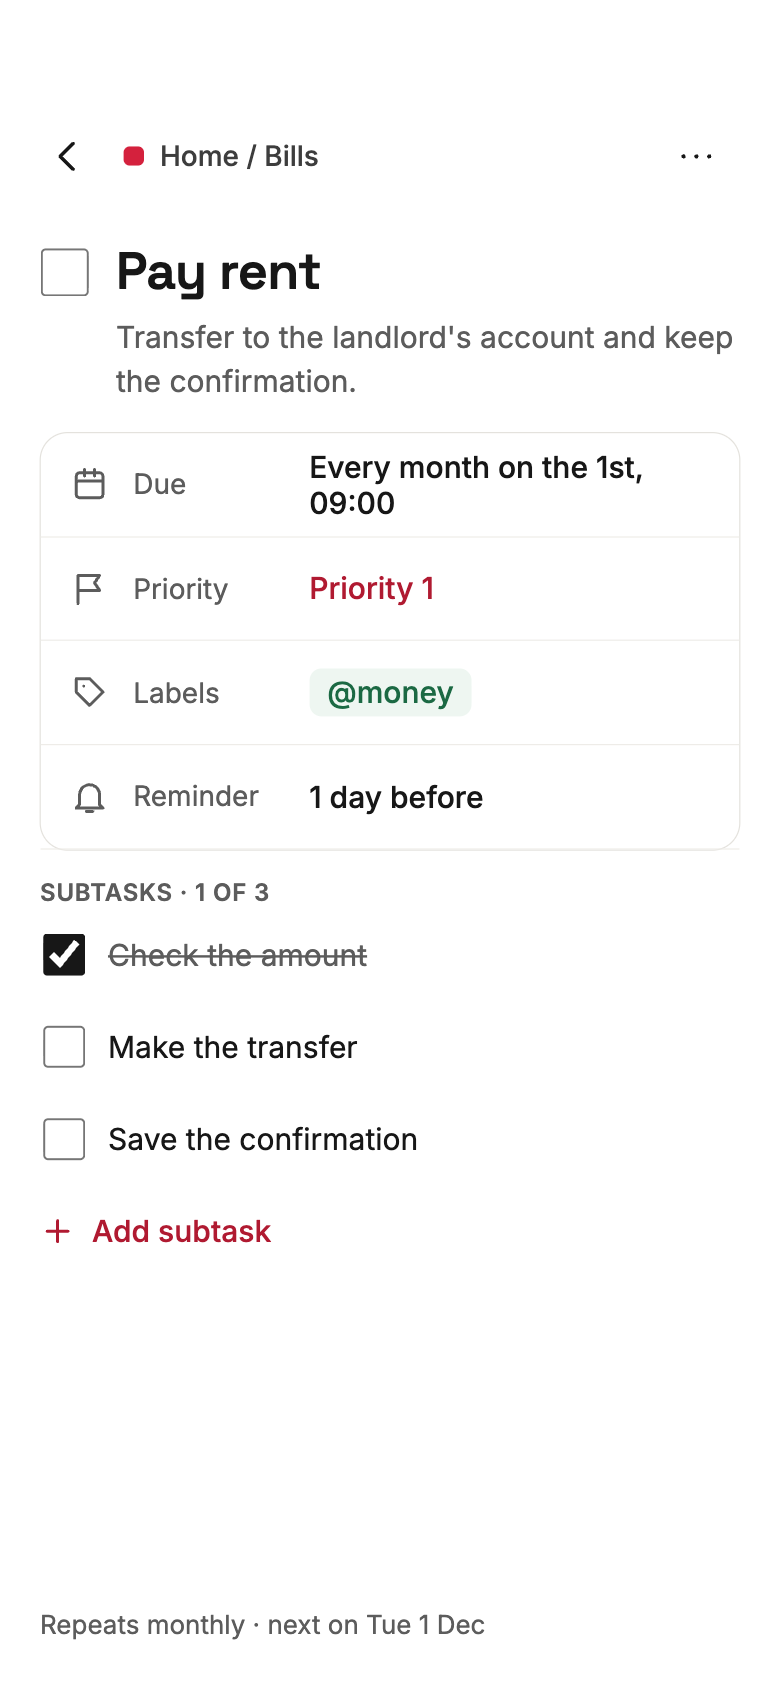 Home / Bills
Pay rent
Transfer to the landlord's account and keep
the confirmation.
Due
Every month on the 1st,
09:00
Priority
Priority 1
Labels
@money
Reminder
1 day before
SUBTASKS · 1 OF 3
Check the amount
Make the transfer
Save the confirmation
+ Add subtask
Repeats monthly · next on Tue 1 Dec